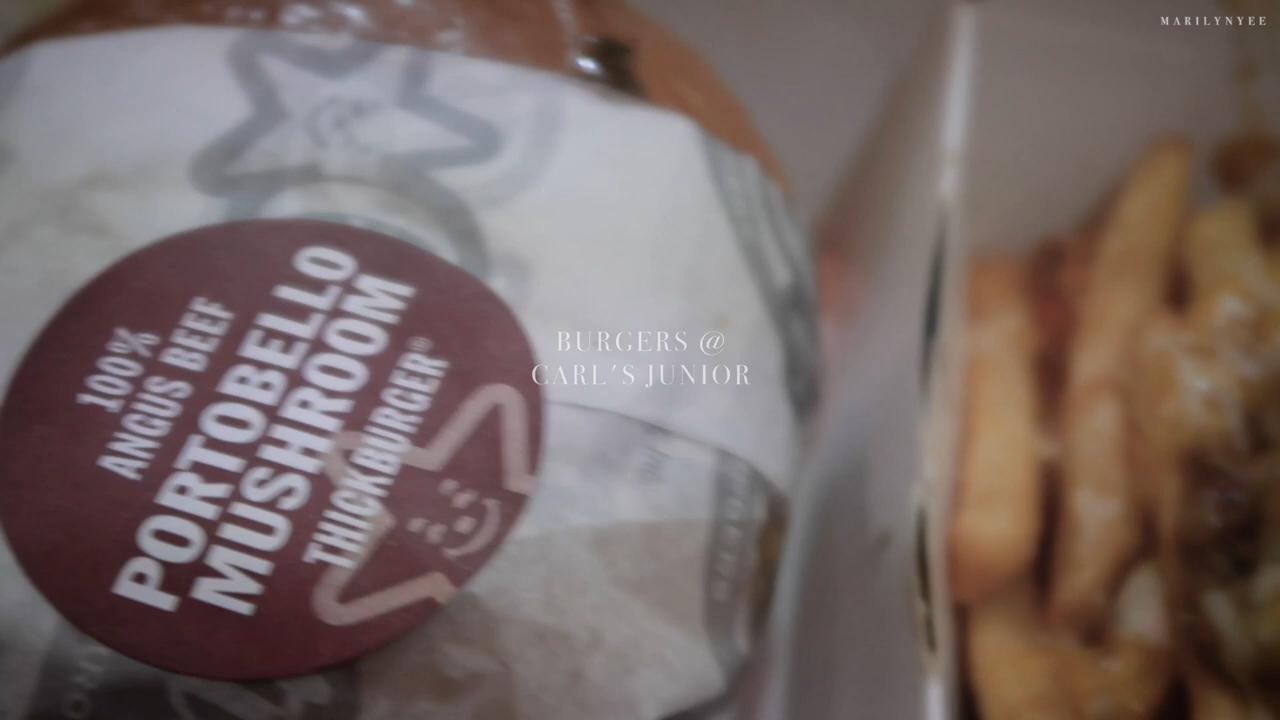 MARILYNYEE
100%
ANGUS BEEF
PORTOBELLO
MUSHROOM
THICKBURGER®
BURGERS @
CARL'S JUNIOR